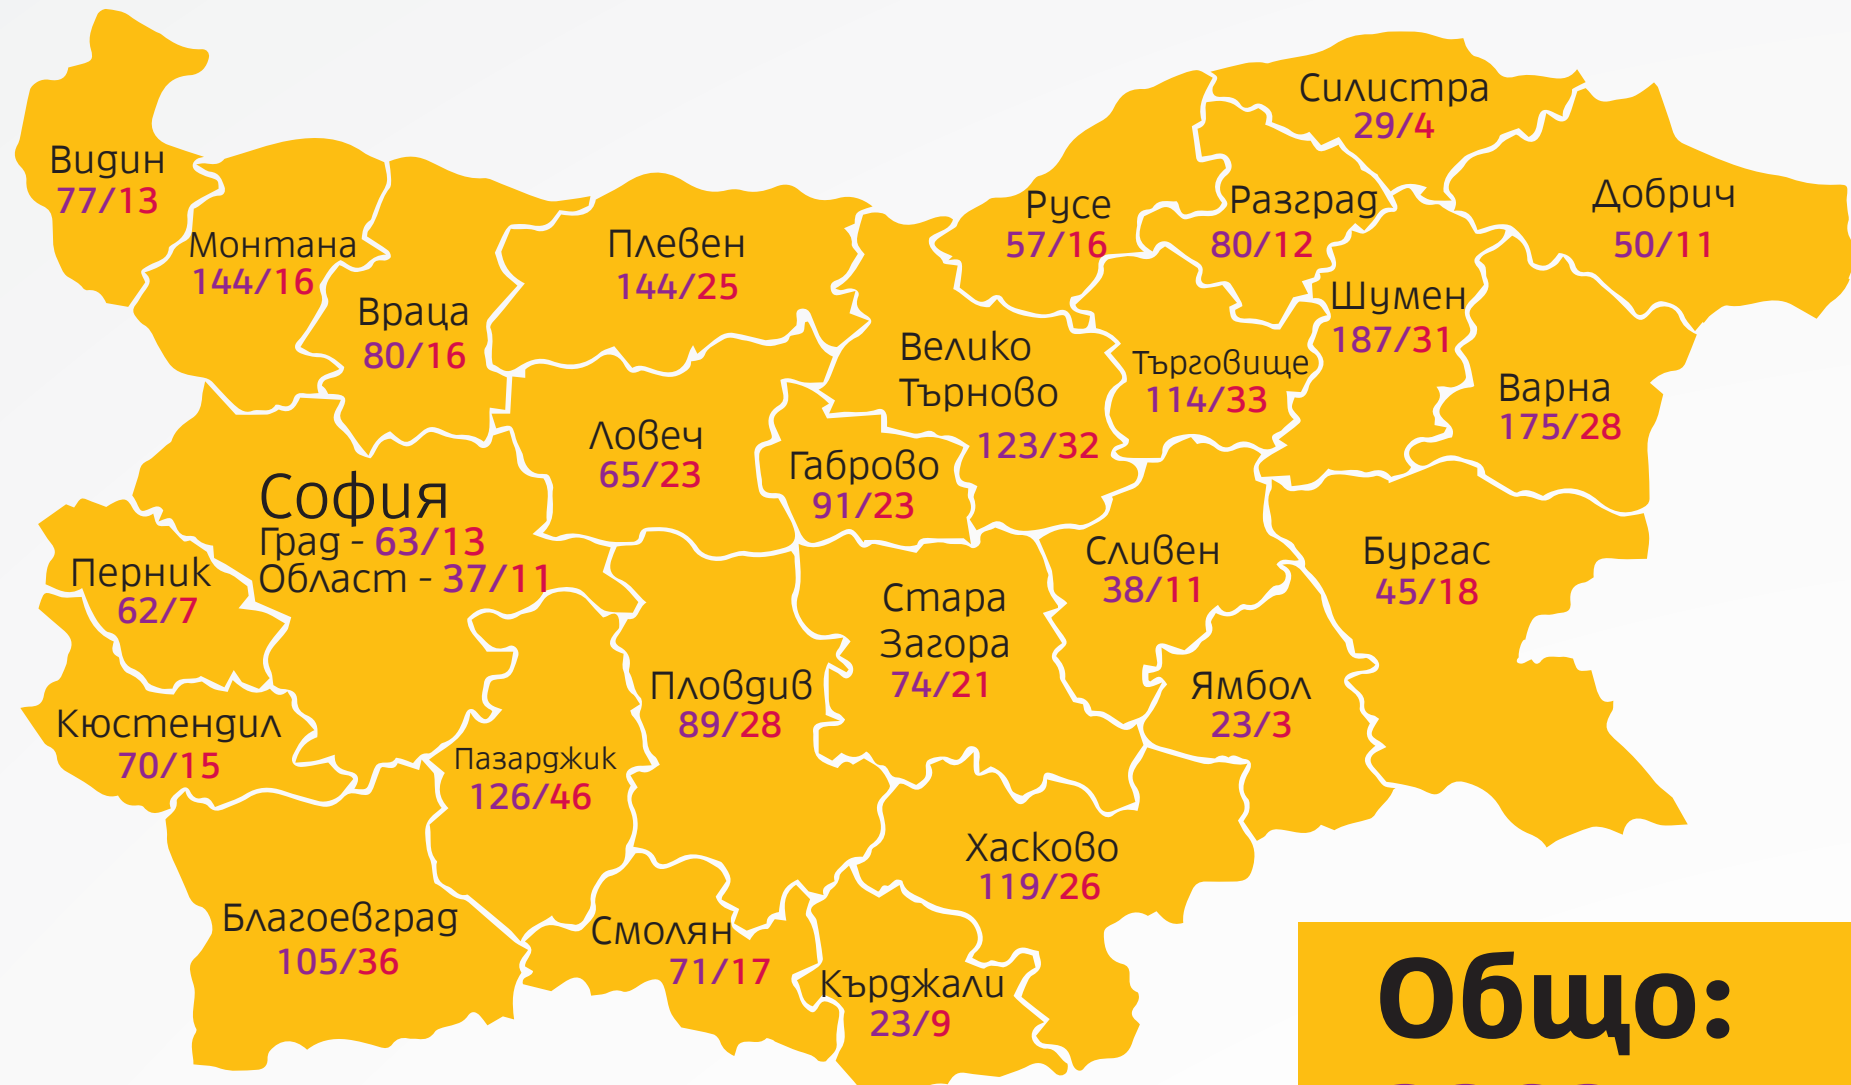 Силистра
29/4
Видин
77/13
Добрич
50/11
Русе
57/16
Разград
80/12
Монтана
144/16
Плевен
144/25
Шумен
187/31
Враца
80/16
Велико
Търново
123/32
Търговище
114/33
Варна
175/28
Ловеч
65/23
Габрово
91/23
София
Град - 63/13
Област - 37/11
Сливен
38/11
Бургас
45/18
Перник
62/7
Стара
Загора
74/21
Пловдив
89/28
Ямбол
23/3
Кюстендил
70/15
Пазарджик
126/46
Хасково
119/26
Благоевград
105/36
Смолян
71/17
Кърджали
23/9
Общо: